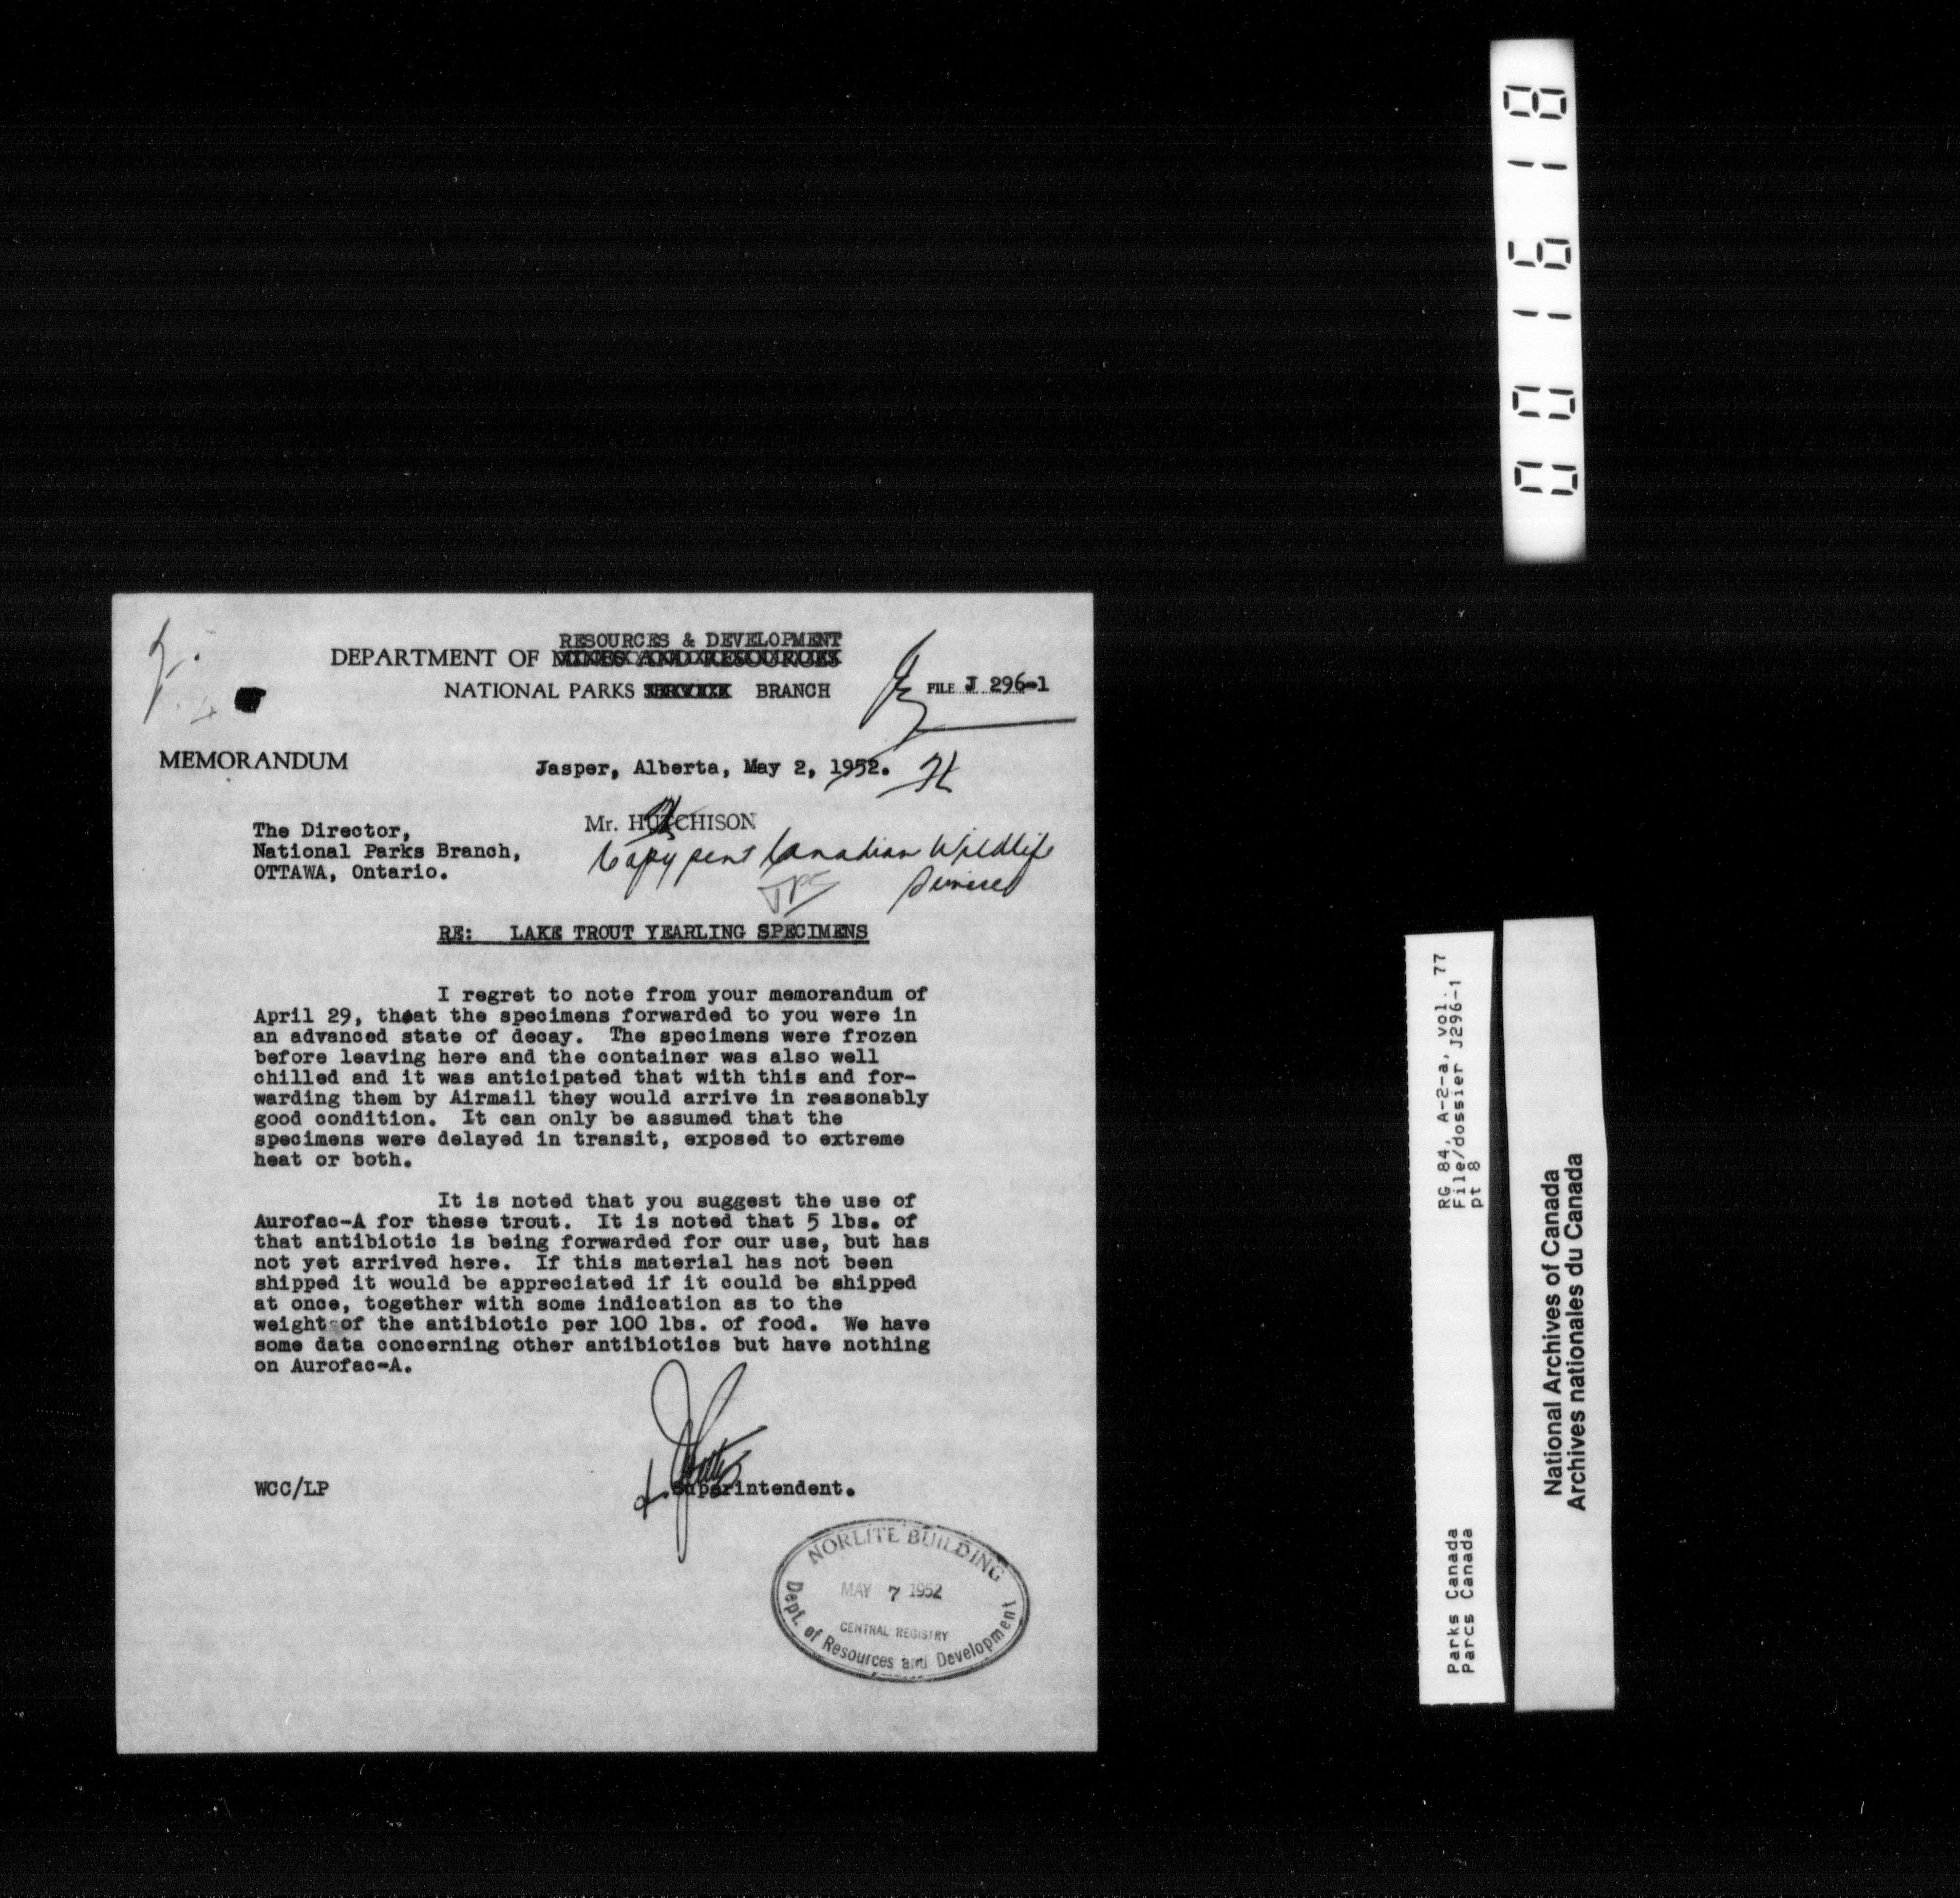 001618
RESOURCES & DEVELOPMENT
DEPARTMENT OF MINES AND RESOURCES
NATIONAL PARKS SERVICE BRANCH
FILE J 296-1
MEMORANDUM
Jasper, Alberta, May 2, 1952.
Mr. HUTCHISON
Copy sent Canadian Wildlife
Service
The Director,
National Parks Branch,
OTTAWA, Ontario.
RE: LAKE TROUT YEARLING SPECIMENS
I regret to note from your memorandum of
April 29, that the specimens forwarded to you were in
an advanced state of decay. The specimens were frozen
before leaving here and the container was also well
chilled and it was anticipated that with this and for-
warding them by Airmail they would arrive in reasonably
good condition. It can only be assumed that the
specimens were delayed in transit, exposed to extreme
heat or both.
It is noted that you suggest the use of
Aurofac-A for these trout. It is noted that 5 lbs. of
that antibiotic is being forwarded for our use, but has
not yet arrived here. If this material has not been
shipped it would be appreciated if it could be shipped
at once, together with some indication as to the
weight of the antibiotic per 100 lbs. of food. We have
some data concerning other antibiotics but have nothing
on Aurofac-A.
WCC/LP
Superintendent.
NORLITE BUILDING
MAY 7 1952
CENTRAL REGISTRY
Dept. of Resources and Development
RG 84, A-2-a, vol. 77
File/dossier J296-1
pt 8
Parks Canada
Parcs Canada
National Archives of Canada
Archives nationales du Canada